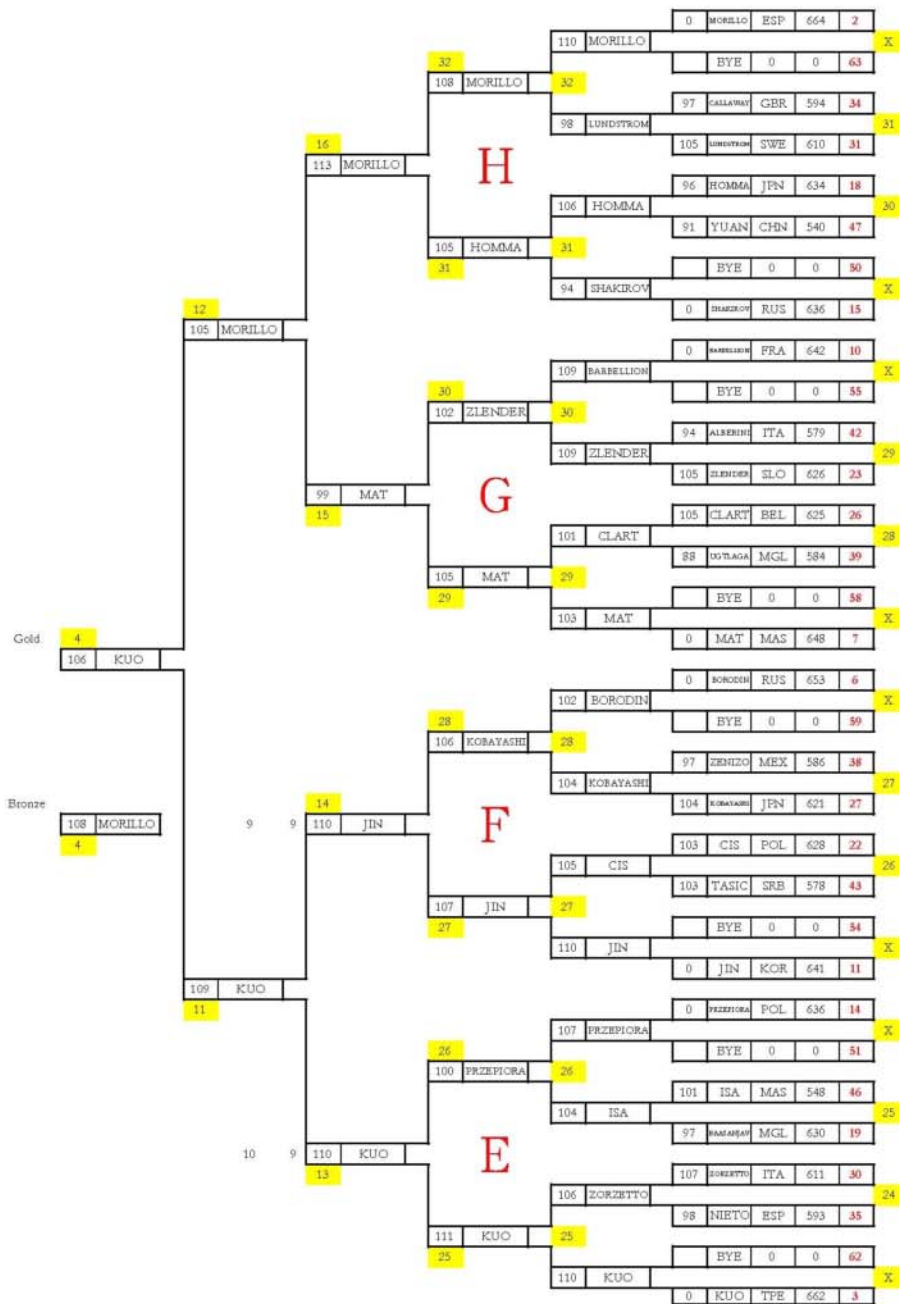 0 MORILLO ESP 664 2
110 MORILLO X
32 BYE 0 0 63
108 MORILLO 32
97 CALLAWAY GBR 594 34
98 LUNDSTROM 31
16 105 LUNDSTROM SWE 610 31
113 MORILLO H
96 HOMMA JPN 634 18
106 HOMMA 30
91 YUAN CHN 540 47
105 HOMMA 31
31 BYE 0 0 50
94 SHAKIROV X
12 0 SHAKIROV RUS 636 15
105 MORILLO
0 BARBELLION FRA 642 10
109 BARBELLION X
30 BYE 0 0 55
102 ZLENDER 30
94 ALBERINI ITA 579 42
109 ZLENDER 29
105 ZLENDER SLO 626 23
99 MAT G
15 105 CLART BEL 625 26
101 CLART 28
88 UGTLAGA MGL 584 39
105 MAT 29
29 BYE 0 0 58
103 MAT X
Gold 4 0 MAT MAS 648 7
106 KUO
0 BORODIN RUS 653 6
102 BORODIN X
28 BYE 0 0 59
106 KOBAYASHI 28
97 ZENIZO MEX 586 38
104 KOBAYASHI 27
Bronze 14 104 KOBAYASHI JPN 621 27
108 MORILLO 9 9 110 JIN F
4 103 CIS POL 628 22
105 CIS 26
103 TASIC SRB 578 43
107 JIN 27
27 BYE 0 0 54
110 JIN X
0 JIN KOR 641 11
109 KUO
11 0 PRZEPIORA POL 636 14
107 PRZEPIORA X
26 BYE 0 0 51
100 PRZEPIORA 26
101 ISA MAS 548 46
104 ISA 25
97 BAASANJAV MGL 630 19
10 9 110 KUO E
13 107 ZORZETTO ITA 611 30
106 ZORZETTO 24
98 NIETO ESP 593 35
111 KUO 25
25 BYE 0 0 62
110 KUO X
0 KUO TPE 662 3